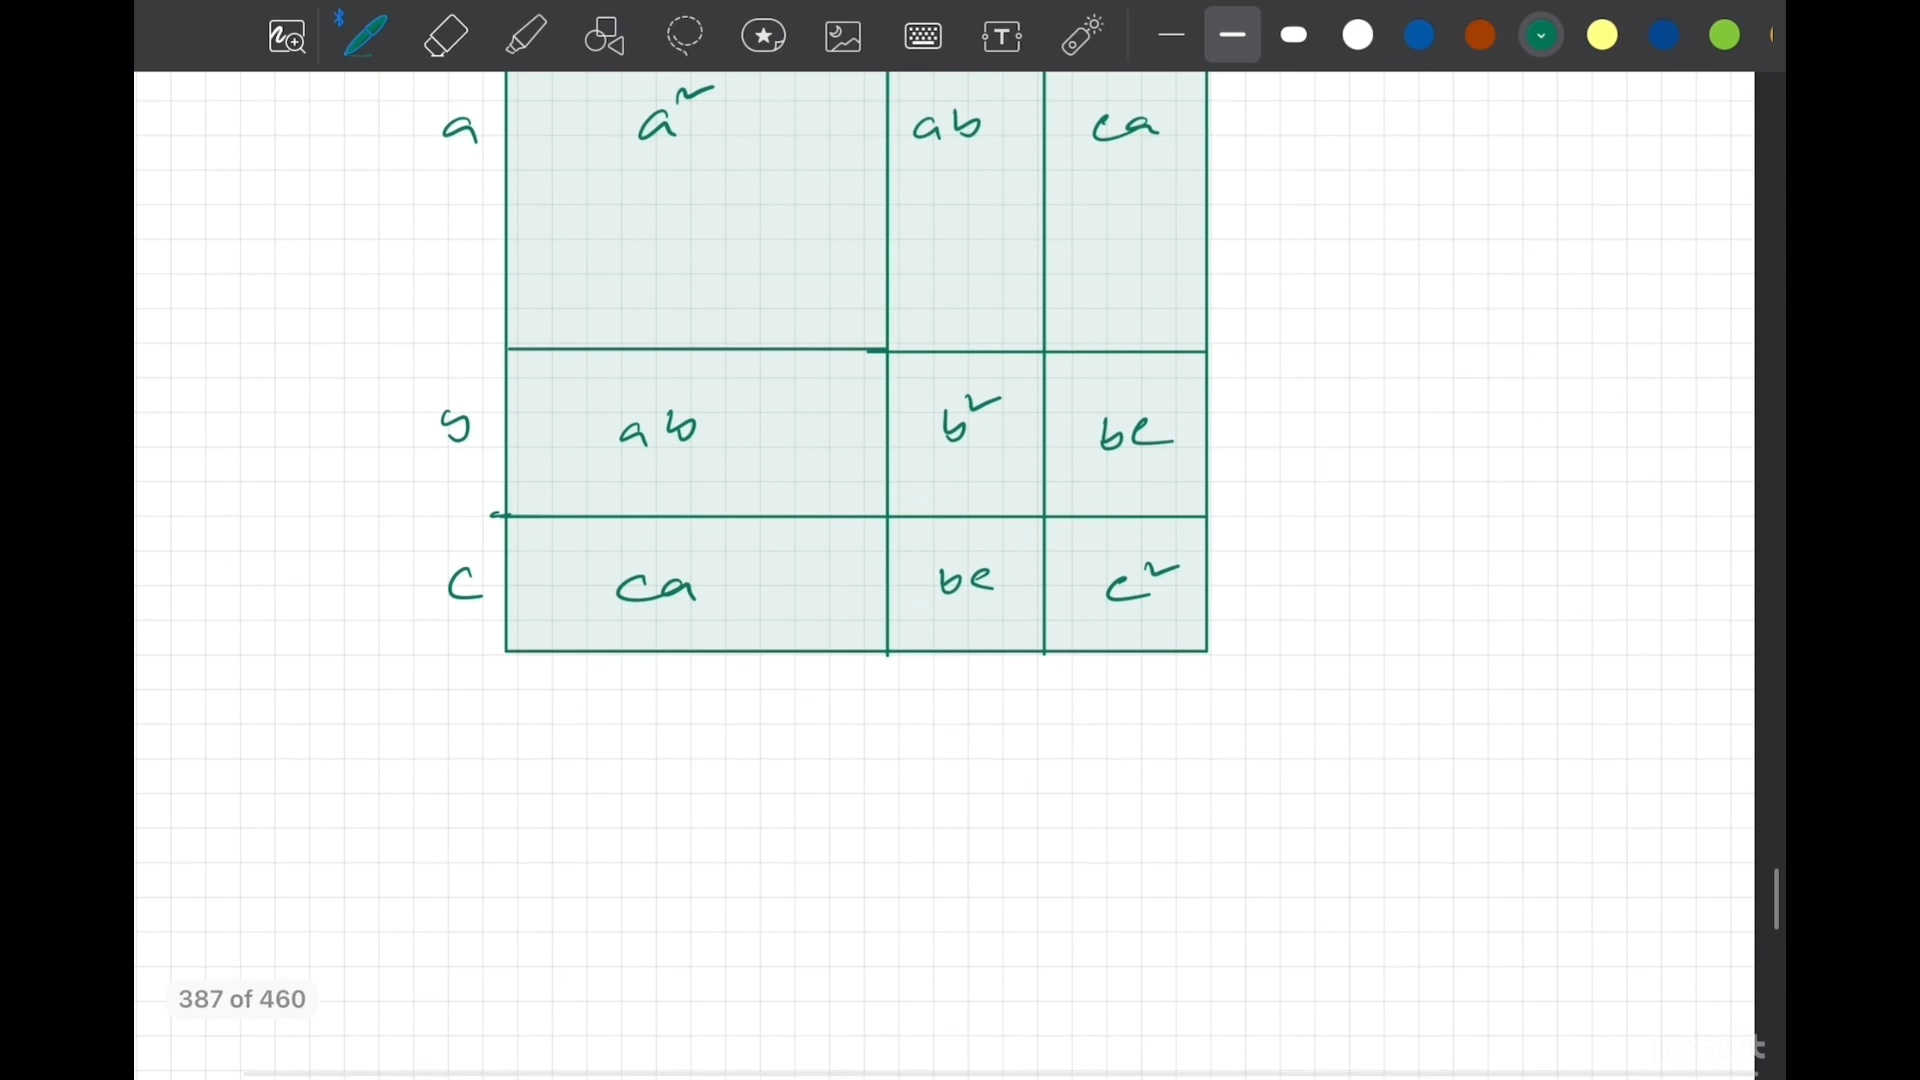 a a² ab ca
b ab b² bc
c ca bc c²
387 of 460